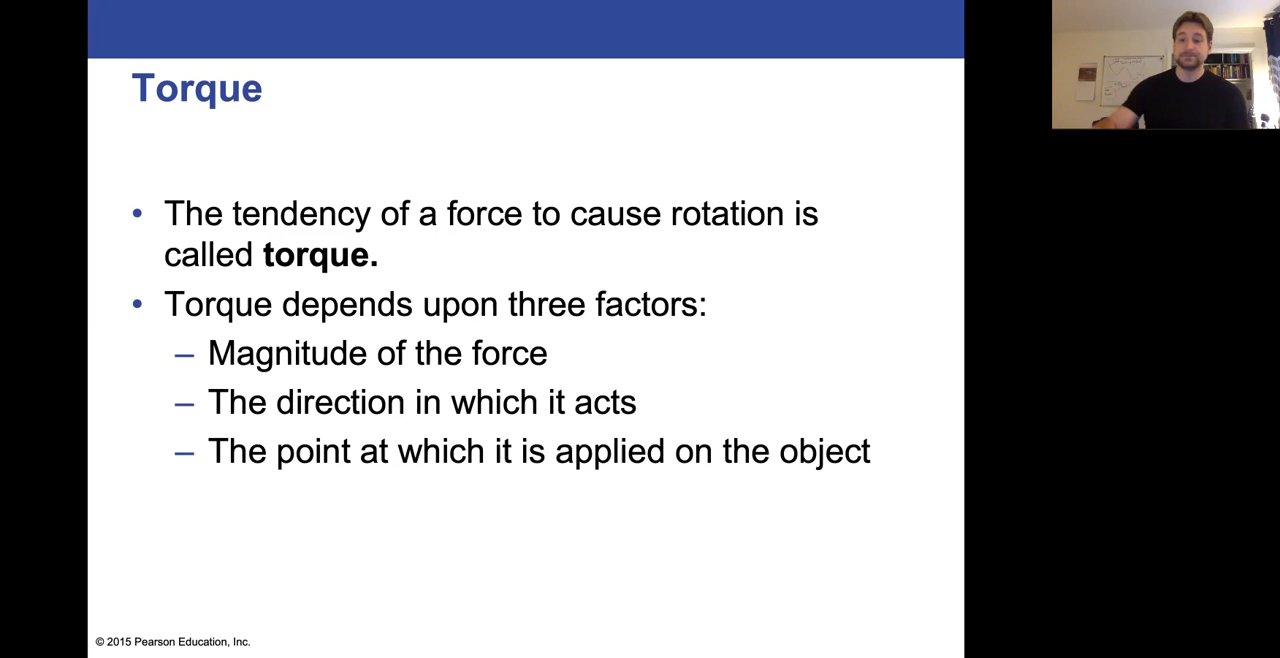 Torque
• The tendency of a force to cause rotation is
called torque.
• Torque depends upon three factors:
– Magnitude of the force
– The direction in which it acts
– The point at which it is applied on the object
© 2015 Pearson Education, Inc.